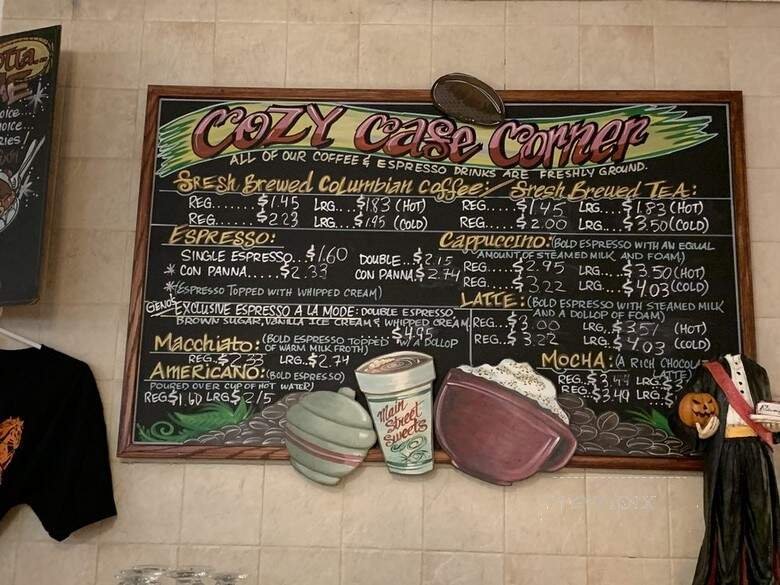 COZY Case Corner
ALL OF OUR COFFEE & ESPRESSO DRINKS ARE FRESHLY GROUND.
Fresh Brewed Columbian Coffee:
REG.......$1.45 LRG...$1.83 (HOT)
REG.......$2.23 LRG...$1.95 (COLD)
Fresh Brewed TEA:
REG......$1.45 LRG...$1.83 (HOT)
REG......$2.00 LRG...$3.50 (COLD)
ESPRESSO:
SINGLE ESPRESSO...$1.60 DOUBLE...$2.15
* CON PANNA.....$2.33 CON PANNA.$2.74
*(ESPRESSO TOPPED WITH WHIPPED CREAM)
GENO'S EXCLUSIVE ESPRESSO A LA MODE: DOUBLE ESPRESSO
BROWN SUGAR, VANILLA ICE CREAM & WHIPPED CREAM $4.95
Macchiato: (BOLD ESPRESSO TOPPED W/ A DOLLOP
OF WARM MILK FROTH)
REG..$2.33 LRG..$2.74
AMERICANO: (BOLD ESPRESSO)
POURED OVER CUP OF HOT WATER)
REG $1.60 LRG $2.15
Cappuccino: (BOLD ESPRESSO WITH AN EQUAL
AMOUNT OF STEAMED MILK AND FOAM)
REG....$2.95 LRG...$3.50 (HOT)
REG....$3.22 LRG...$4.03 (COLD)
LATTE: (BOLD ESPRESSO WITH STEAMED MILK
AND A DOLLOP OF FOAM)
REG...$3.00 LRG..$3.57 (HOT)
REG...$3.22 LRG..$4.03 (COLD)
MOCHA: (A RICH CHOCOLA
LATTE)
REG..$3.44 LRG.$3.
REG..$3.49 LRG..$
Main Street Sweets